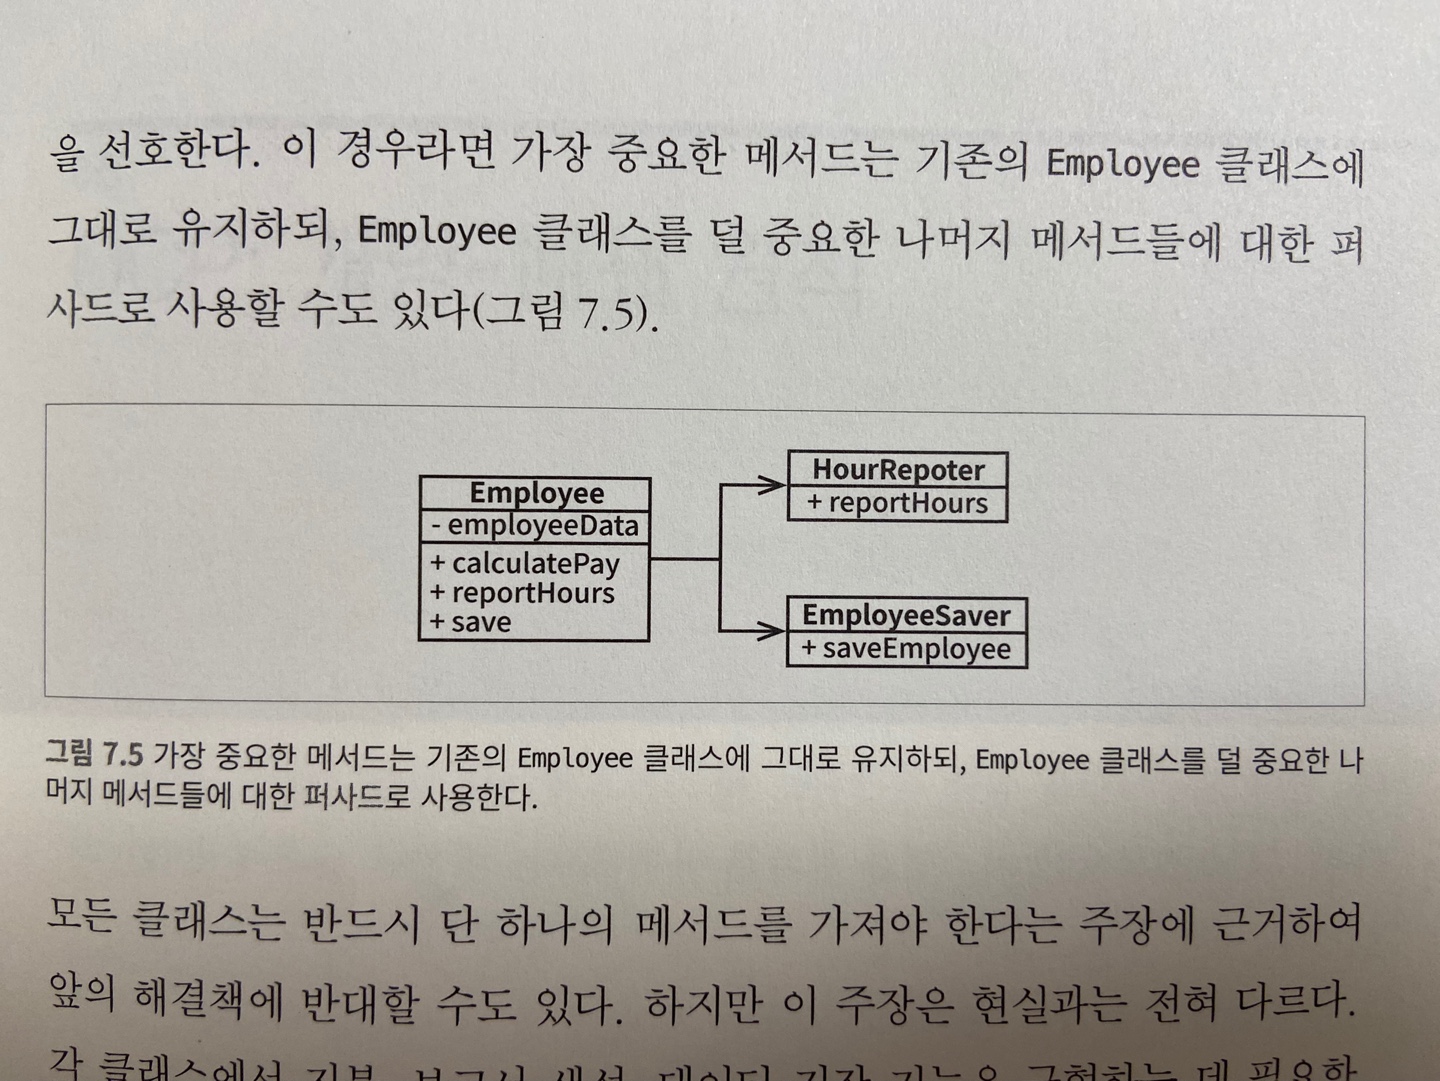 을 선호한다. 이 경우라면 가장 중요한 메서드는 기존의 Employee 클래스에
그대로 유지하되, Employee 클래스를 덜 중요한 나머지 메서드들에 대한 퍼
사드로 사용할 수도 있다(그림 7.5).
Employee
- employeeData
+ calculatePay
+ reportHours
+ save
HourRepoter
+ reportHours
EmployeeSaver
+ saveEmployee
그림 7.5 가장 중요한 메서드는 기존의 Employee 클래스에 그대로 유지하되, Employee 클래스를 덜 중요한 나
머지 메서드들에 대한 퍼사드로 사용한다.
모든 클래스는 반드시 단 하나의 메서드를 가져야 한다는 주장에 근거하여
앞의 해결책에 반대할 수도 있다. 하지만 이 주장은 현실과는 전혀 다르다.
각 클래스에서